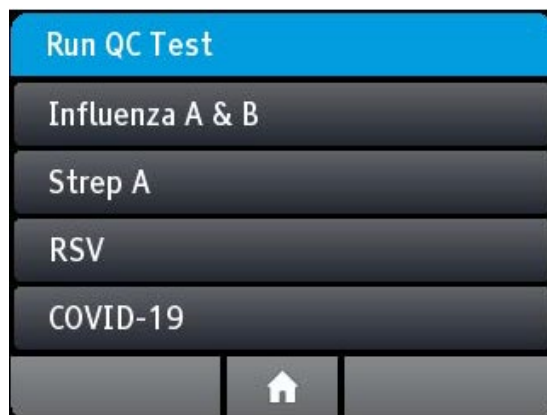 Run QC Test
Influenza A & B
Strep A
RSV
COVID-19